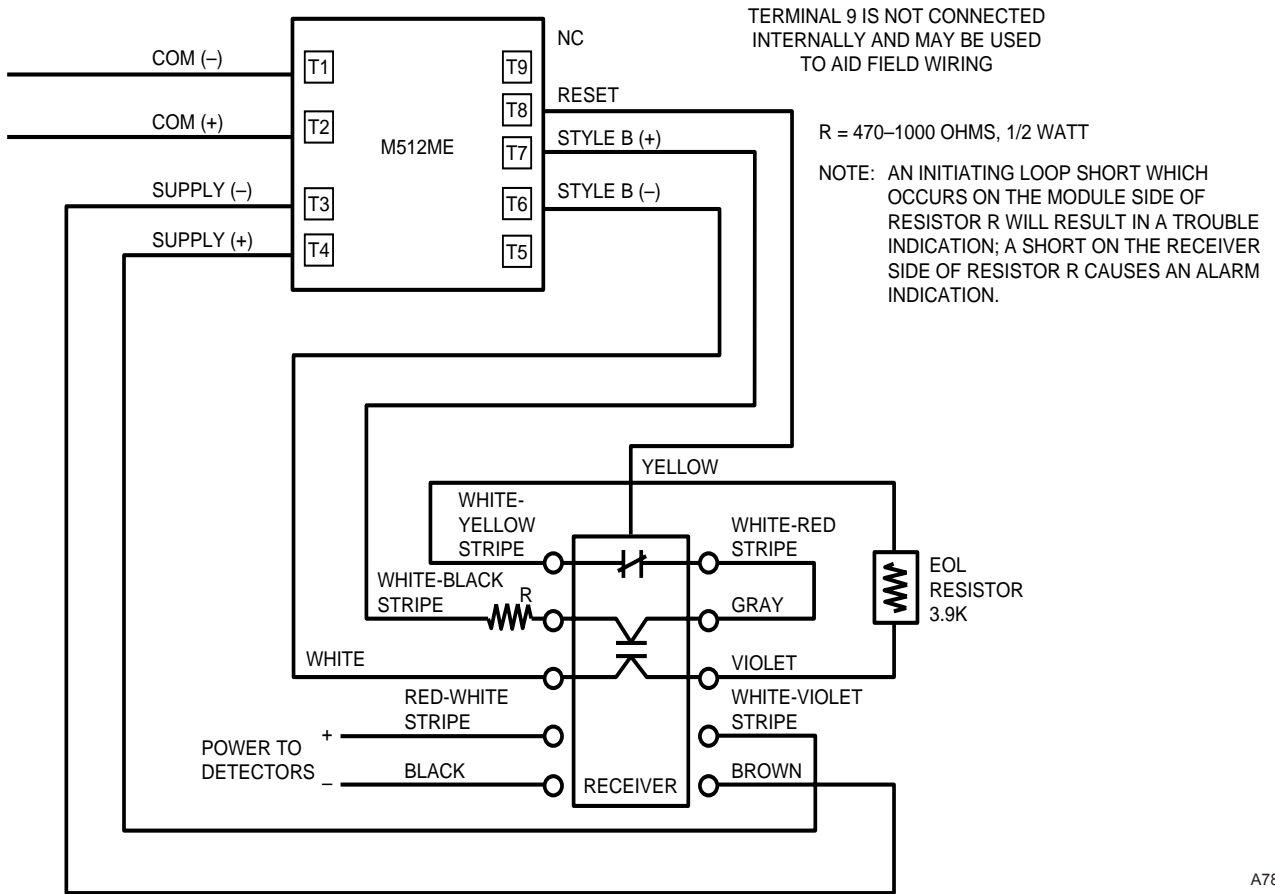 TERMINAL 9 IS NOT CONNECTED
INTERNALLY AND MAY BE USED
TO AID FIELD WIRING
NC
COM (–)
T1
T9
RESET
T8
COM (+)
T2
M512ME
R = 470–1000 OHMS, 1/2 WATT
T7
STYLE B (+)
NOTE: AN INITIATING LOOP SHORT WHICH
OCCURS ON THE MODULE SIDE OF
RESISTOR R WILL RESULT IN A TROUBLE
INDICATION; A SHORT ON THE RECEIVER
SIDE OF RESISTOR R CAUSES AN ALARM
INDICATION.
SUPPLY (–)
T3
T6
STYLE B (–)
SUPPLY (+)
T4
T5
YELLOW
WHITE-
YELLOW
STRIPE
WHITE-RED
STRIPE
WHITE-BLACK
STRIPE
R
GRAY
EOL
RESISTOR
3.9K
WHITE
VIOLET
RED-WHITE
STRIPE
WHITE-VIOLET
STRIPE
POWER TO
DETECTORS
+
–
BLACK
RECEIVER
BROWN
A78